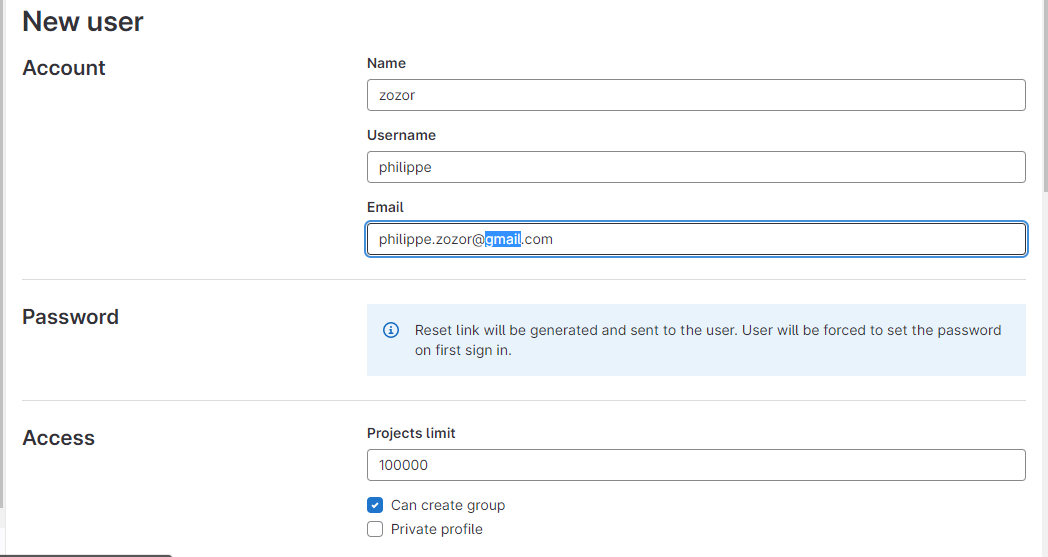 New user
Account
Name
zozor
Username
philippe
Email
philippe.zozor@gmail.com
Password
Reset link will be generated and sent to the user. User will be forced to set the password
on first sign in.
Access
Projects limit
100000
Can create group
Private profile